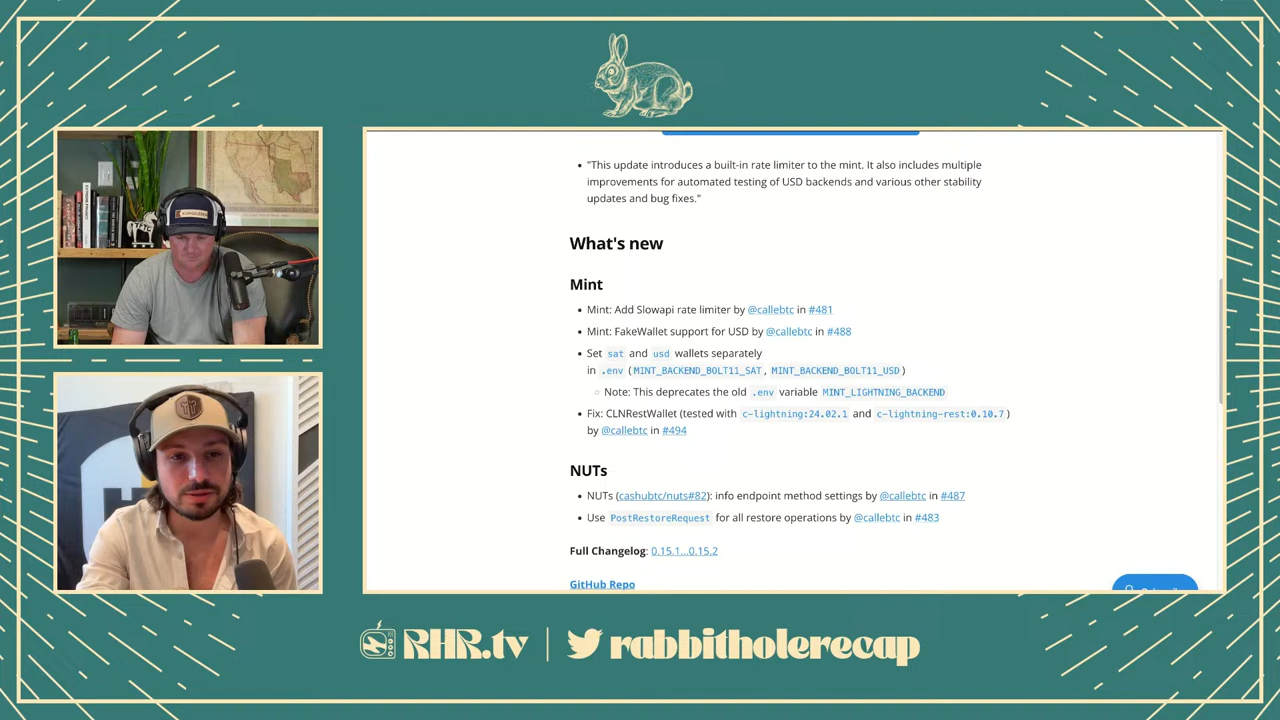 • "This update introduces a built-in rate limiter to the mint. It also includes multiple
improvements for automated testing of USD backends and various other stability
updates and bug fixes."
What's new
Mint
• Mint: Add Slowapi rate limiter by @callebtc in #481
• Mint: FakeWallet support for USD by @callebtc in #488
• Set sat and usd wallets separately
in .env (MINT_BACKEND_BOLT11_SAT, MINT_BACKEND_BOLT11_USD)
○ Note: This deprecates the old .env variable MINT_LIGHTNING_BACKEND
• Fix: CLNRestWallet (tested with c-lightning:24.02.1 and c-lightning-rest:0.10.7)
by @callebtc in #494
NUTs
• NUTs (cashubtc/nuts#82): info endpoint method settings by @callebtc in #487
• Use PostRestoreRequest for all restore operations by @callebtc in #483
Full Changelog: 0.15.1...0.15.2
GitHub Repo
RHR.tv | rabbitholerecap